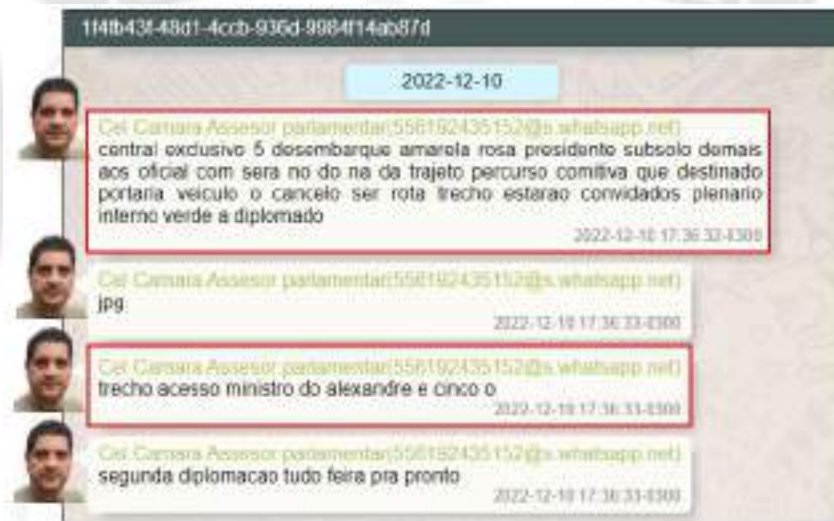 1f4fb43f-48d1-4ccb-936d-9984f14ab87d
2022-12-10
Cel Camara Assesor parlamentar(556192435152@s.whatsapp.net)
central exclusivo 5 desembarque amarela rosa presidente subsolo demais
aos oficial com sera no do na da trajeto percurso comitiva que destinado
portaria veiculo o cancelo ser rota trecho estarao convidados plenario
interno verde a diplomado
2022-12-10 17:36:32-0300
Cel Camara Assesor parlamentar(556192435152@s.whatsapp.net)
jpg
2022-12-10 17:36:33-0300
Cel Camara Assesor parlamentar(556192435152@s.whatsapp.net)
trecho acesso ministro do alexandre e cinco o
2022-12-10 17:36:33-0300
Cel Camara Assesor parlamentar(556192435152@s.whatsapp.net)
segunda diplomacao tudo feira pra pronto
2022-12-10 17:36:33-0300